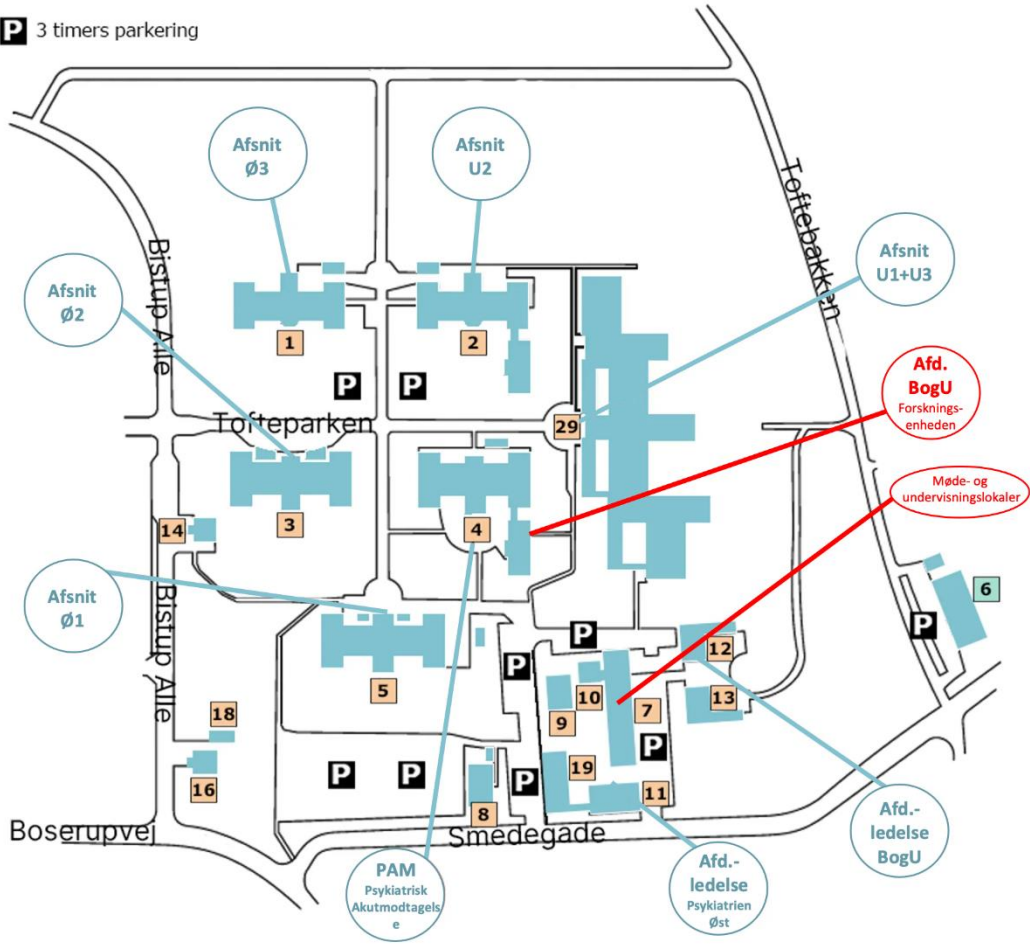 P 3 timers parkering
Afsnit
Ø3
Afsnit
U2
Toftebakken
Afsnit
U1+U3
Bistup Alle
Afsnit
Ø2
1
2
P
P
Afd.
BogU
Forsknings-
enheden
Tofteparken
29
Møde- og
undervisningslokaler
14
3
4
Afsnit
Ø1
Bistup Alle
6
P
P
P
12
5
10
13
9
7
18
P
19
P
P
P
16
11
8
Boserupvej
Smedegade
Afd.-
ledelse
BogU
PAM
Psykiatrisk
Akutmodtagels
e
Afd.-
ledelse
Psykiatrien
Øst